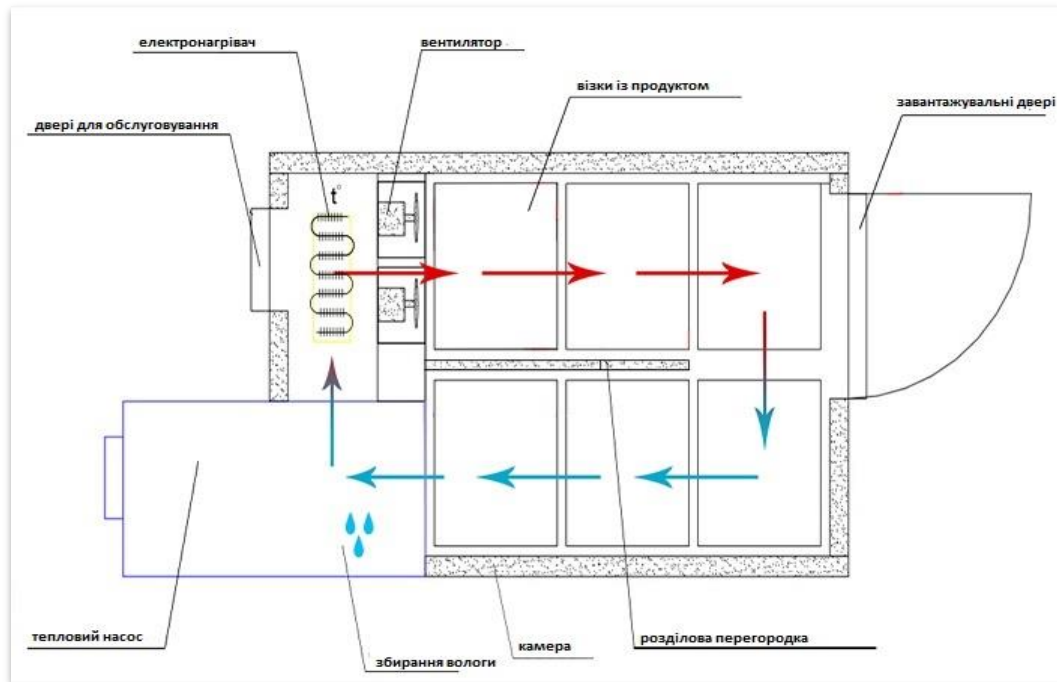 електронагрівач
вентилятор
візки із продуктом
завантажувальні двері
двері для обслуговування
t°
тепловий насос
збирання вологи
камера
розділова перегородка